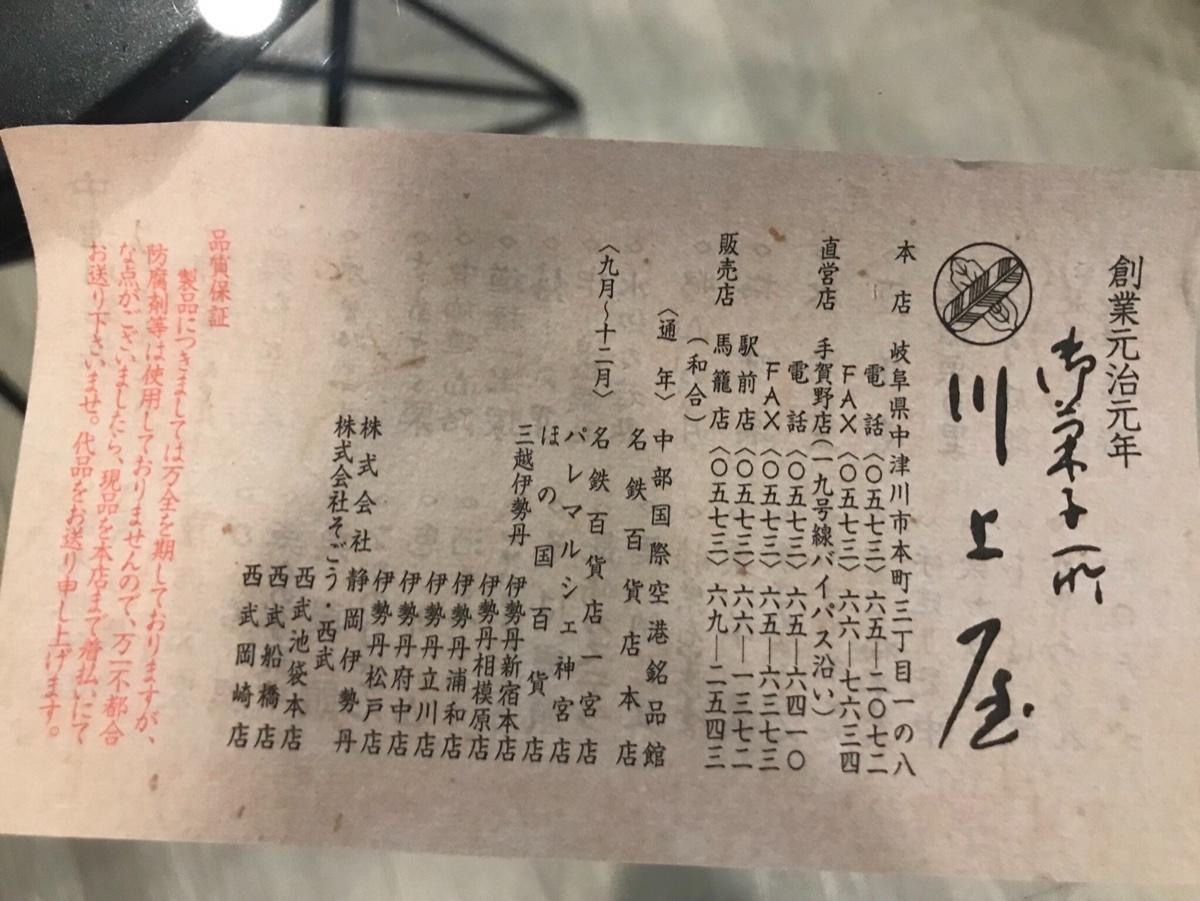 創業元治元年
御菓子所
川上屋
本店 岐阜県中津川市本町三丁目一の八
電話〈〇五七三〉六五―二〇七二
FAX〈〇五七三〉六六―七六三四
直営店 手賀野店(一九号線バイパス沿い)
電話〈〇五七三〉六五―六四一〇
FAX〈〇五七三〉六五―六三七三
駅前店〈〇五七三〉六六―一三七二
販売店 馬籠店〈〇五七三〉六九―二五四三
(和合)
〈通年〉 中部国際空港銘品館
名鉄百貨店本店
〈九月~十二月〉 名鉄百貨店一宮店
パレマルシェ神宮店
ほの国百貨店
三越伊勢丹 伊勢丹新宿本店
伊勢丹相模原店
伊勢丹浦和店
伊勢丹立川店
伊勢丹府中店
伊勢丹松戸店
株式会社 静岡伊勢丹
株式会社そごう・西武
西武池袋本店
西武船橋店
西武岡崎店
品質保証
製品につきましては万全を期しておりますが、
防腐剤等は使用しておりませんので、万一不都合
な点がございましたら、現品を本店まで着払にて
お送り下さいませ。代品をお送り申し上げます。